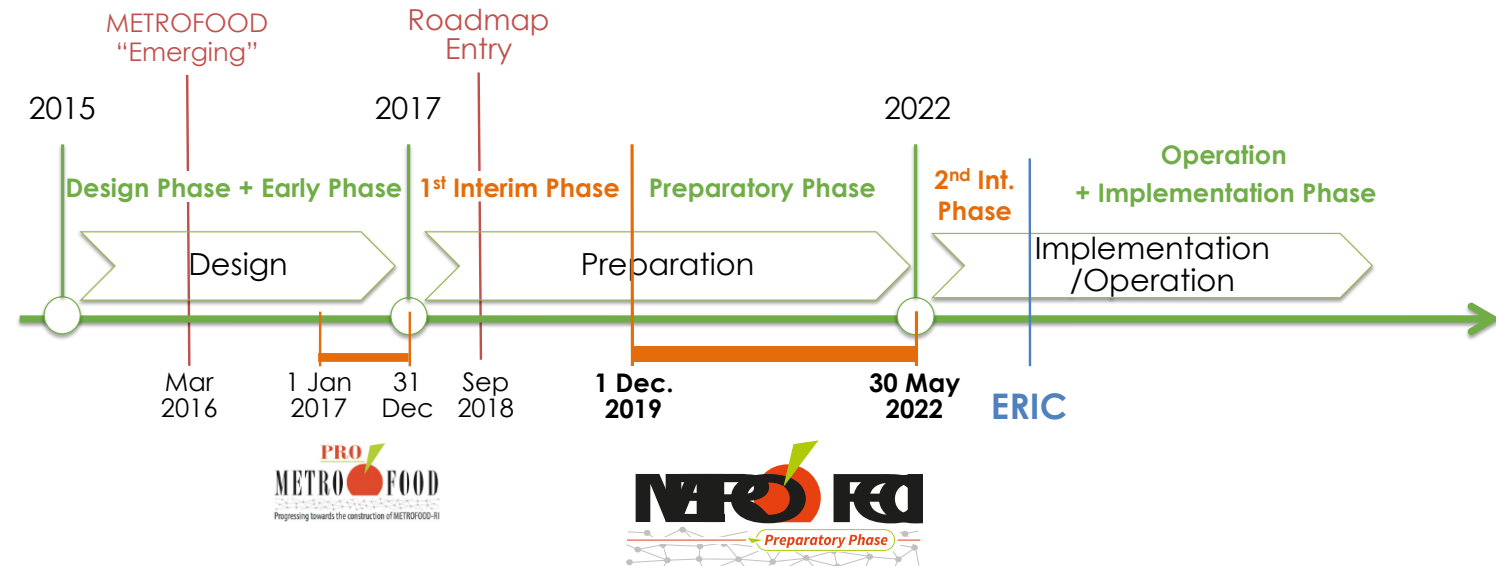 METROFOOD
“Emerging”
Roadmap
Entry
2015
2017
2022
Design Phase + Early Phase
1st Interim Phase
Preparatory Phase
2nd Int.
Phase
Operation
+ Implementation Phase
Design
Preparation
Implementation
/Operation
Mar
2016
1 Jan
2017
31
Dec
Sep
2018
1 Dec.
2019
30 May
2022
ERIC
PRO
METROFOOD
Progressing towards the construction of METROFOOD-RI
Preparatory Phase